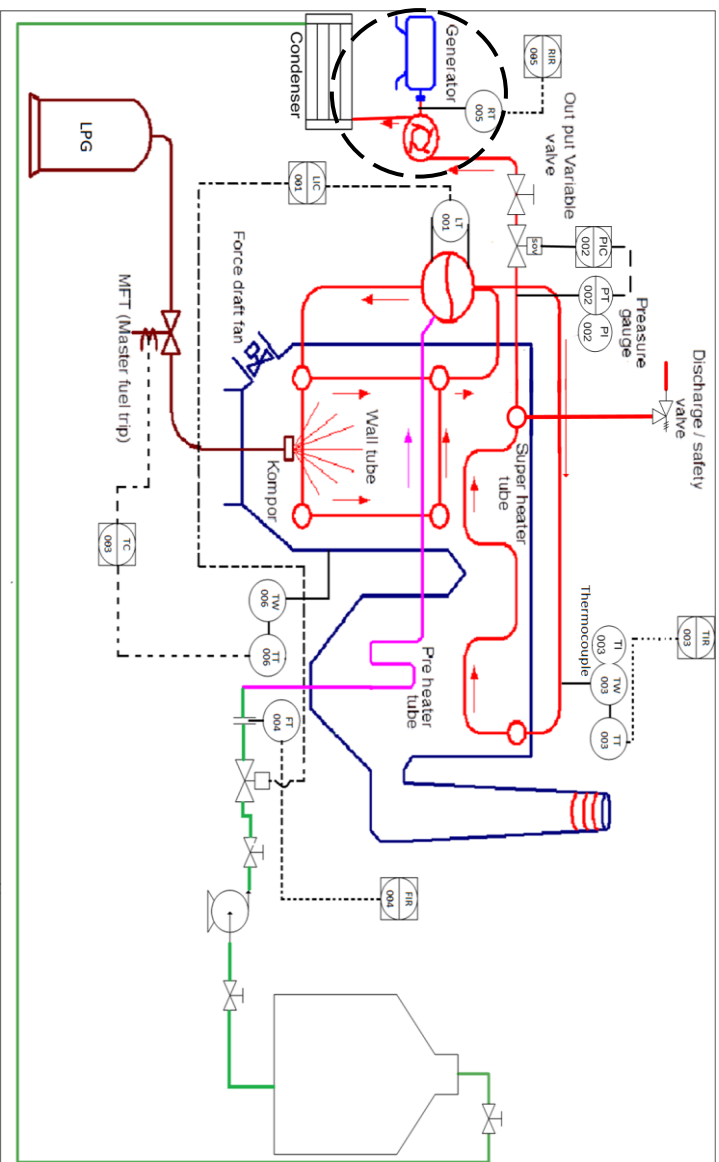 Condenser
Generator
RT
005
RIR
005
Out put Variable
valve
LPG
LIC
001
LT
001
SOV
PIC
002
PT
002
PI
002
Preasure
gauge
Discharge / safety
valve
MFT (Master fuel trip)
Force draft fan
Wall tube
Kompor
Super heater
tube
TC
003
TW
006
TT
006
Pre heater
tube
Thermocouple
TI
003
TW
003
TT
003
TIR
003
FT
004
FIR
004